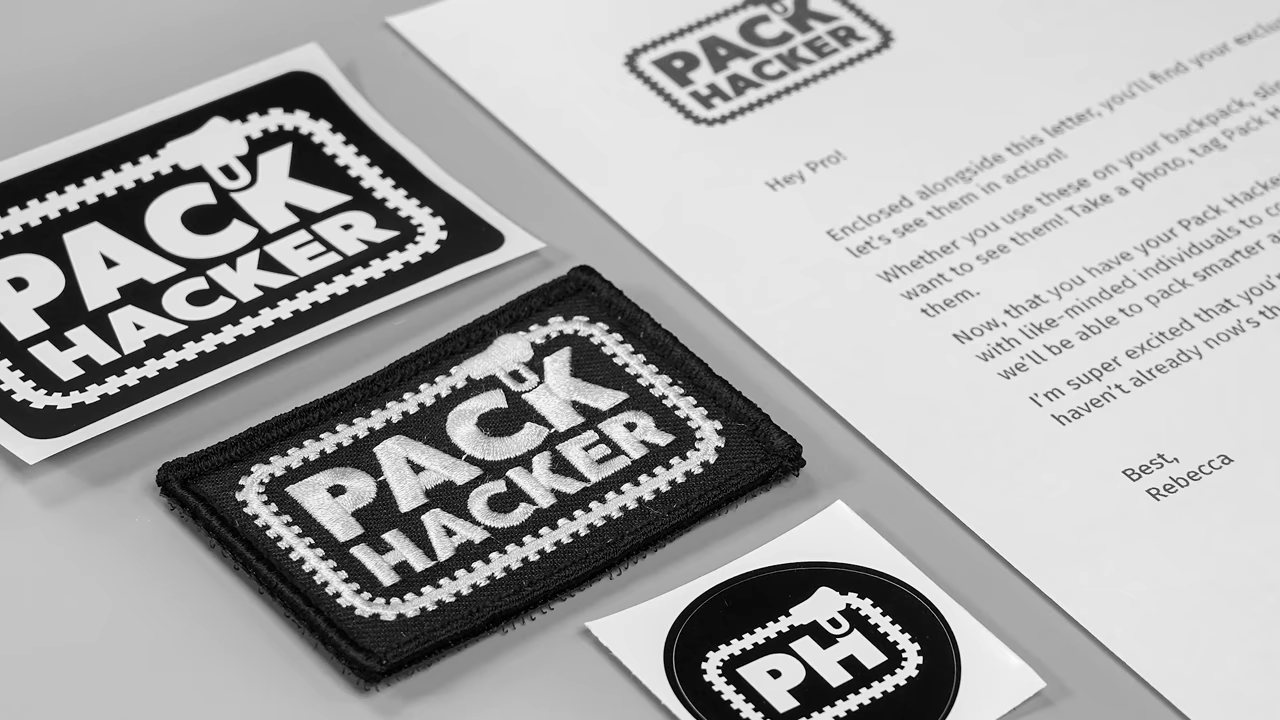 PACK
HACKER
PACK
HACKER
PACK
HACKER
PH
Hey Pro!
Enclosed alongside this letter, you'll find your
let's see them in action!
Whether you use these on your backpack,
want to see them! Take a photo, tag Pack
them.
Now, that you have your Pack Hacker
with like-minded individuals to
we'll be able to pack smarter
I'm super excited that you're
haven't already now's
Best,
Rebecca